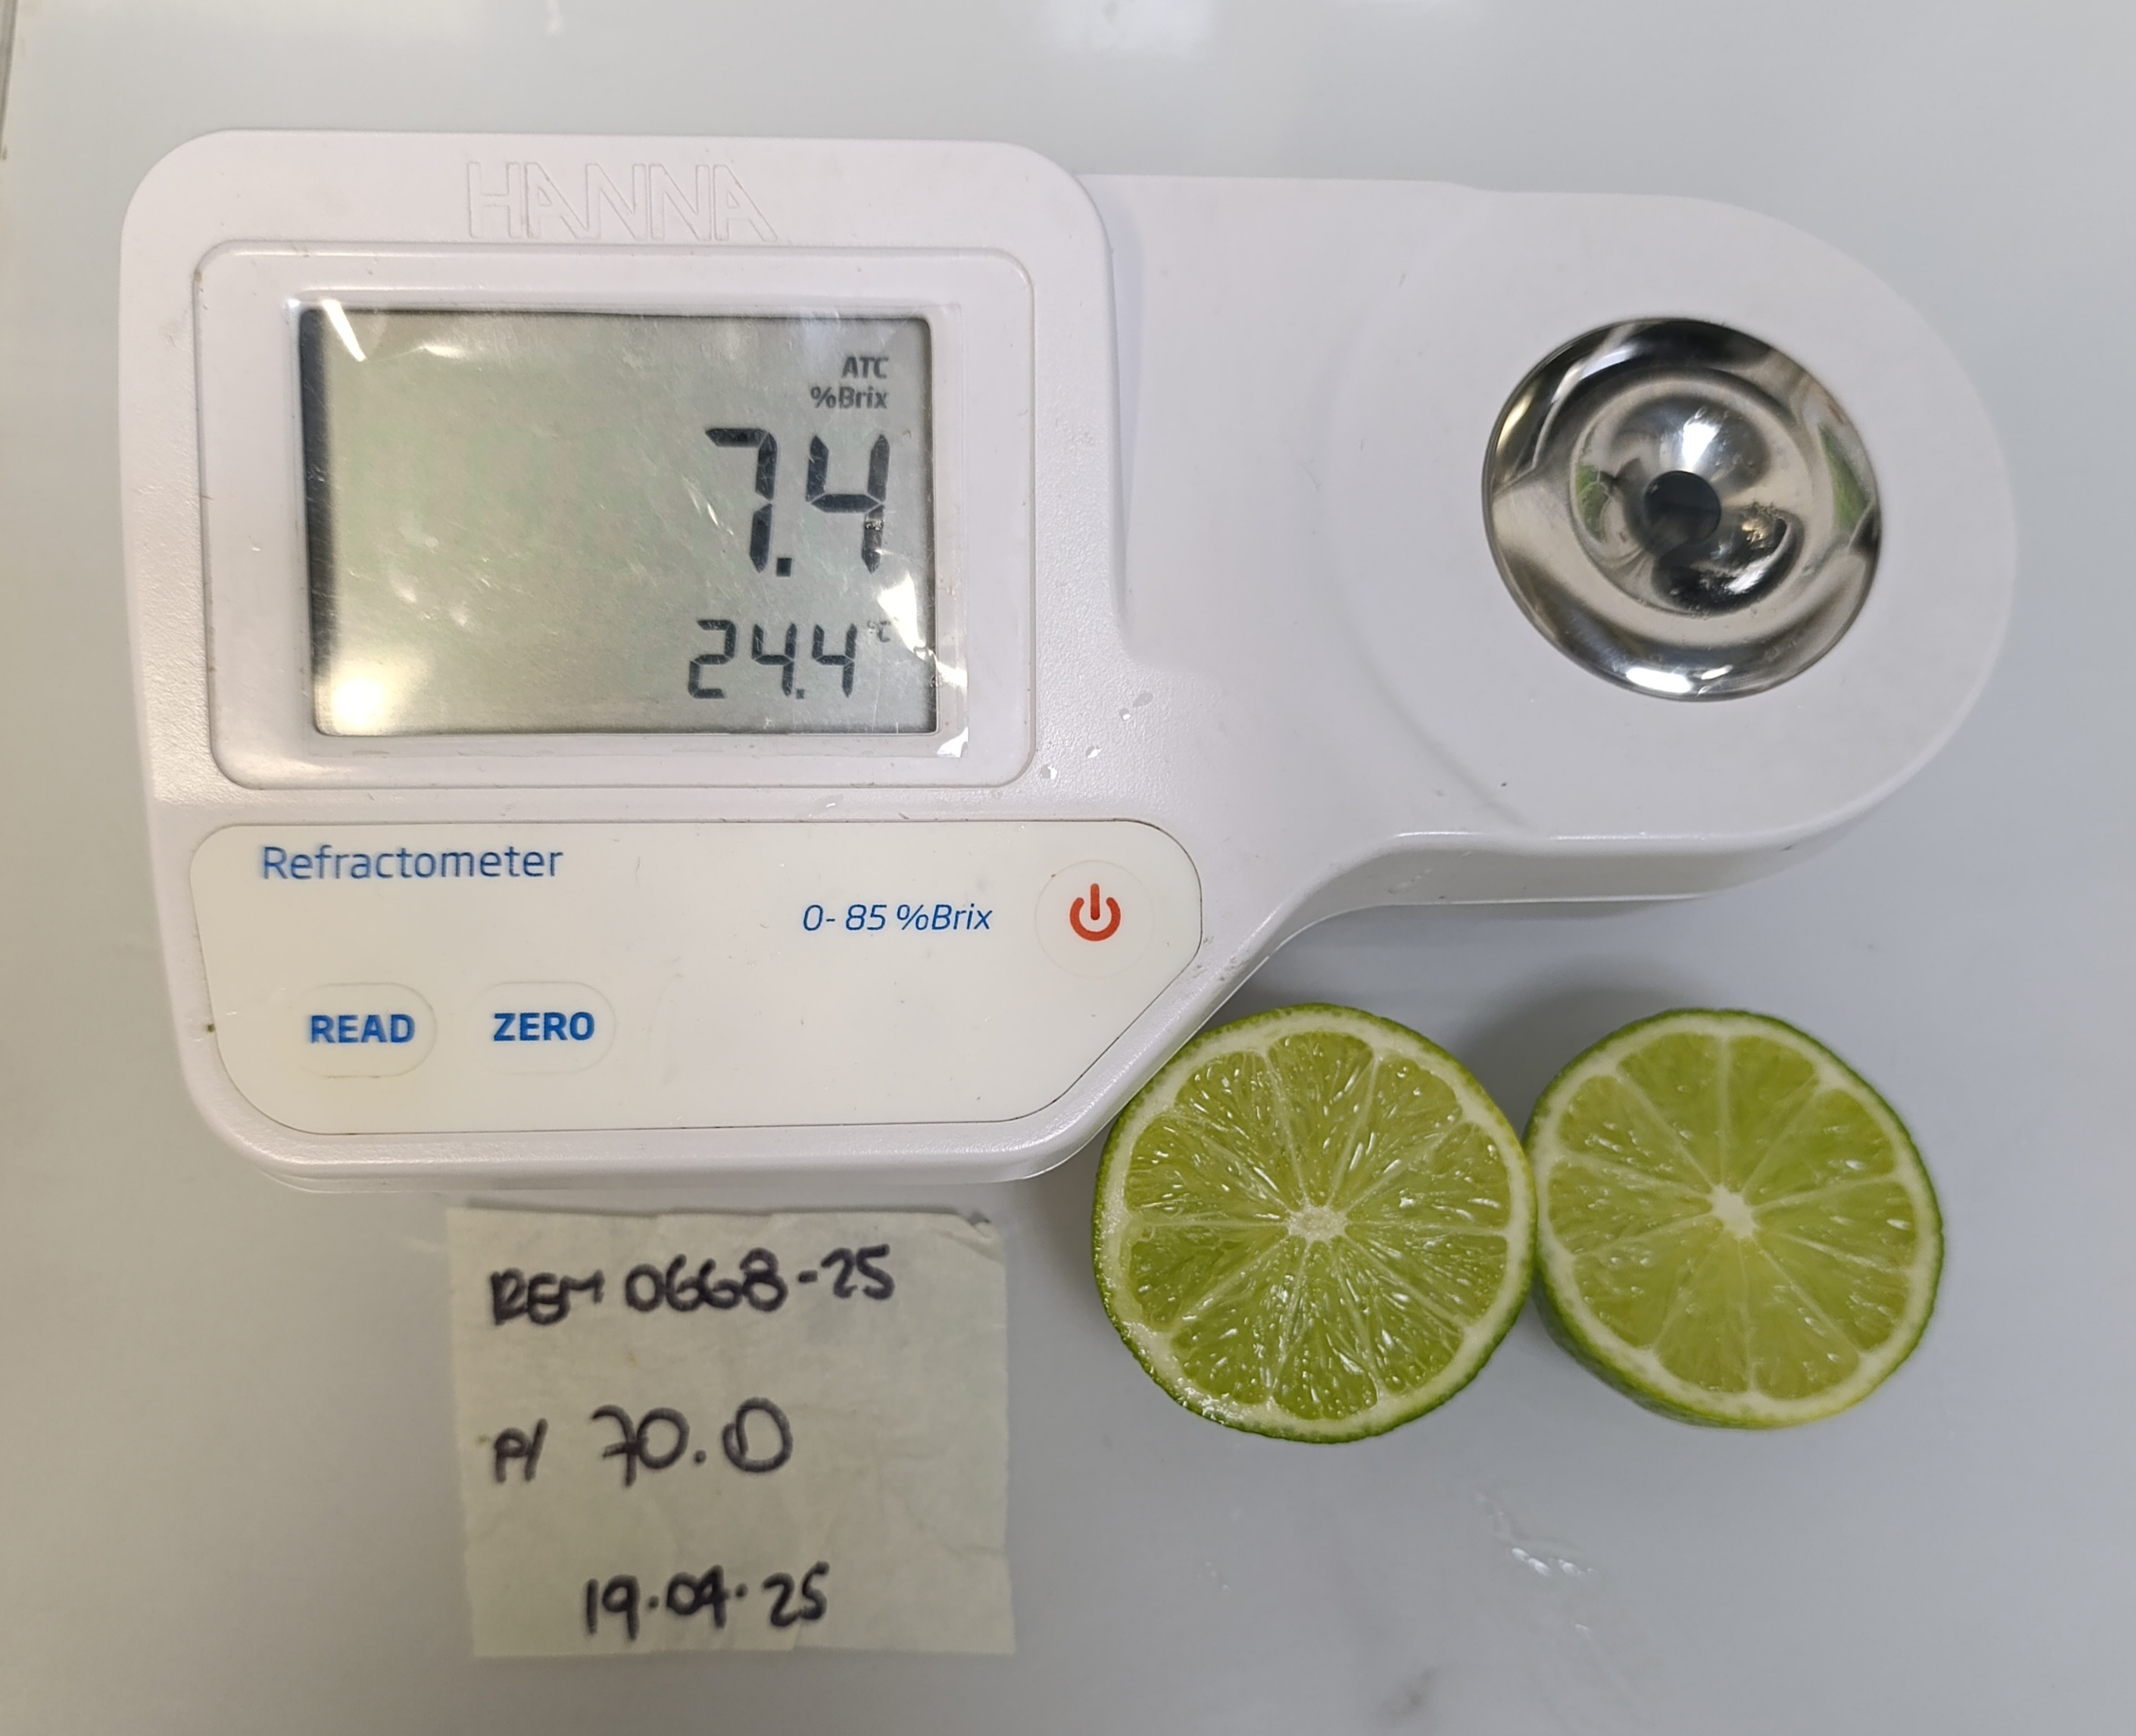 HANNA
ATC
%Brix
7.4
24.4 °C
Refractometer
0- 85 %Brix
READ ZERO
REM 0668-25
P/ 70.0
19.04.25